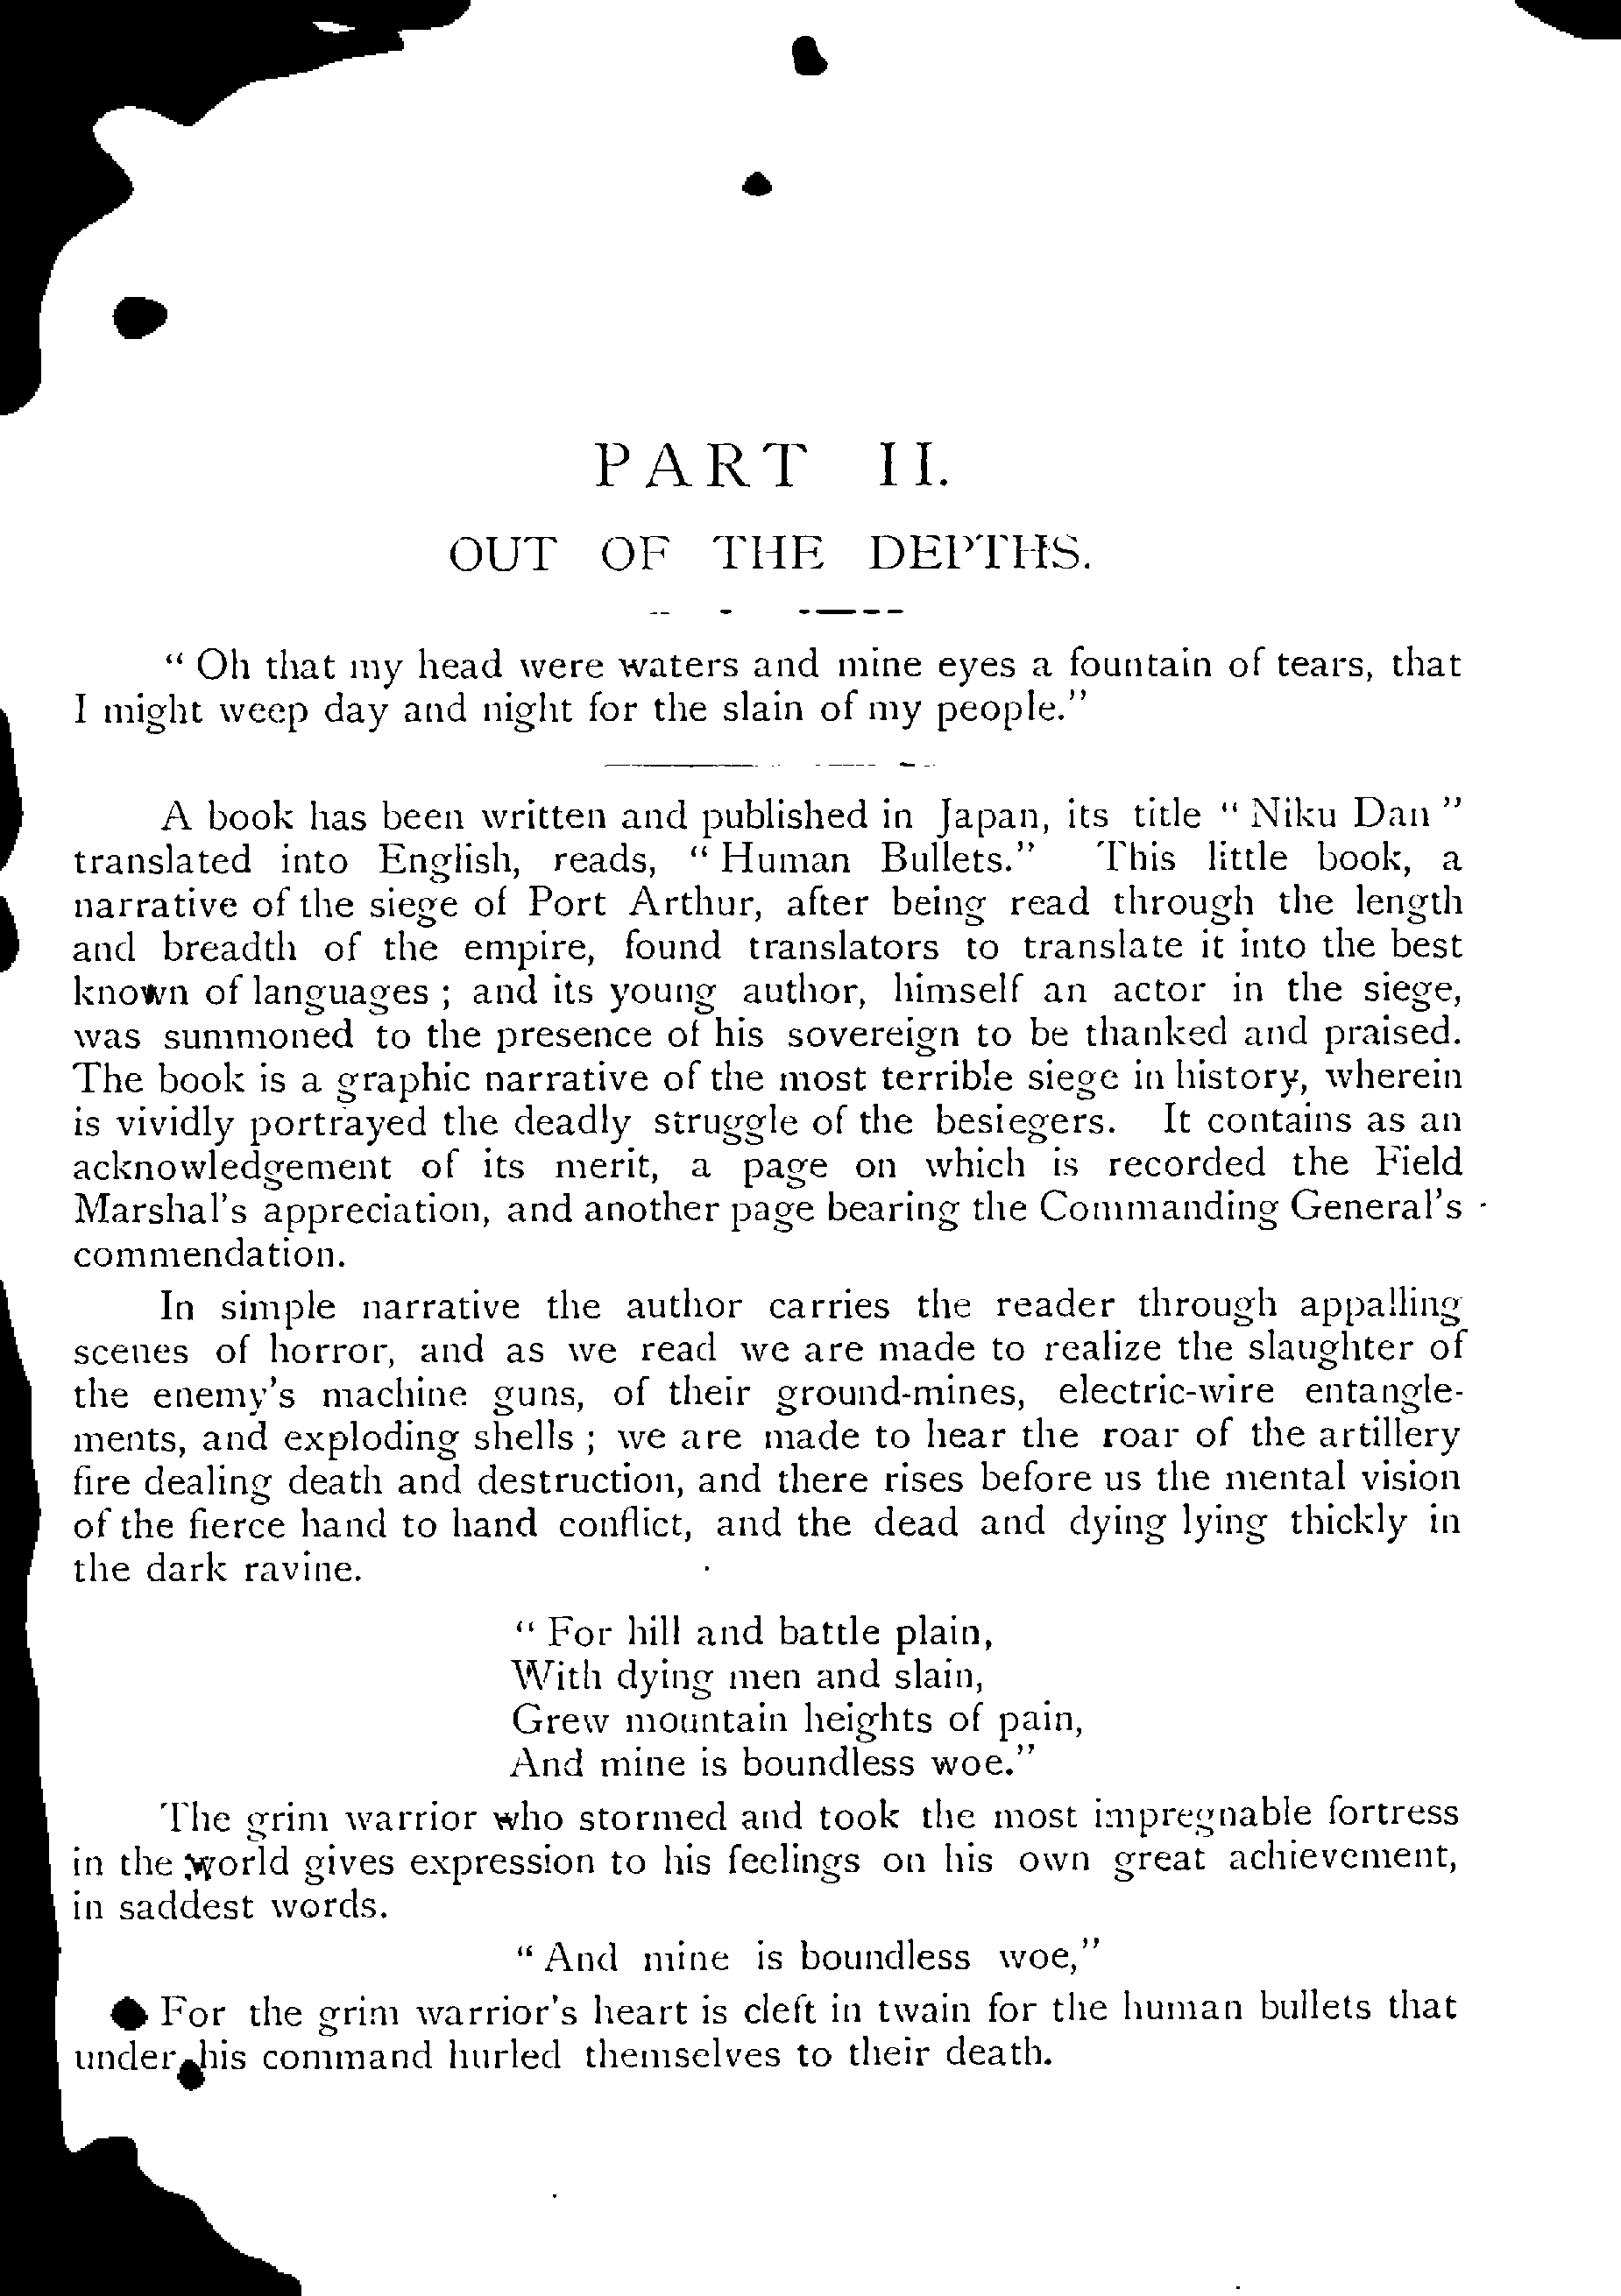 PART II.
OUT OF THE DEPTHS.
“ Oh that my head were waters and mine eyes a fountain of tears, that
I might weep day and night for the slain of my people.”
A book has been written and published in Japan, its title “ Niku Dan ”
translated into English, reads, “ Human Bullets.” This little book, a
narrative of the siege of Port Arthur, after being read through the length
and breadth of the empire, found translators to translate it into the best
known of languages ; and its young author, himself an actor in the siege,
was summoned to the presence of his sovereign to be thanked and praised.
The book is a graphic narrative of the most terrible siege in history, wherein
is vividly portrayed the deadly struggle of the besiegers. It contains as an
acknowledgement of its merit, a page on which is recorded the Field
Marshal’s appreciation, and another page bearing the Commanding General’s
commendation.
In simple narrative the author carries the reader through appalling
scenes of horror, and as we read we are made to realize the slaughter of
the enemy’s machine guns, of their ground-mines, electric-wire entangle-
ments, and exploding shells ; we are made to hear the roar of the artillery
fire dealing death and destruction, and there rises before us the mental vision
of the fierce hand to hand conflict, and the dead and dying lying thickly in
the dark ravine.
“ For hill and battle plain,
With dying men and slain,
Grew mountain heights of pain,
And mine is boundless woe.”
The grim warrior who stormed and took the most impregnable fortress
in the world gives expression to his feelings on his own great achievement,
in saddest words.
“ And mine is boundless woe,”
For the grim warrior’s heart is cleft in twain for the human bullets that
under his command hurled themselves to their death.